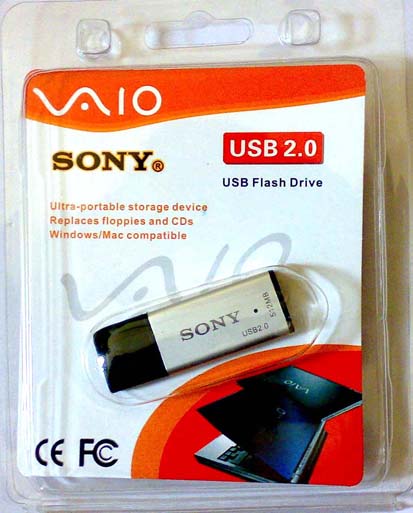 VAIO
SONY®
USB 2.0
USB Flash Drive
Ultra-portable storage device
Replaces floppies and CDs
Windows/Mac compatible
VAIO
SONY
USB2.0
512MB
CE FC